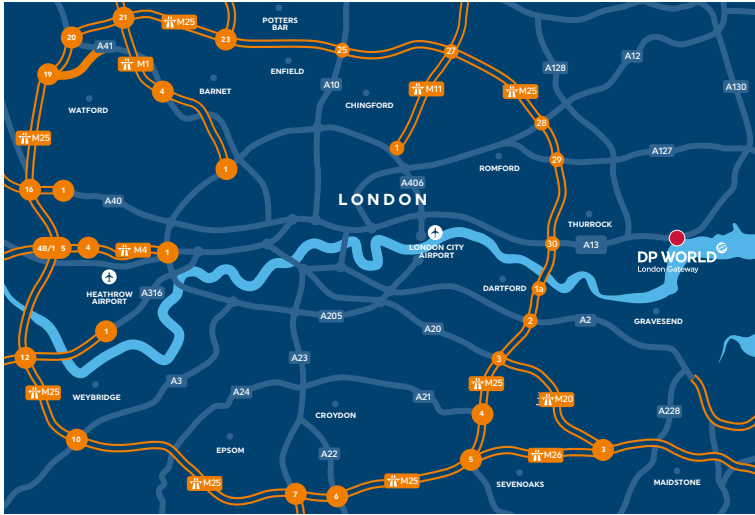 POTTERS
BAR
21
M25
20
23
A41
25
27
A12
M1
ENFIELD
A128
19
A10
BARNET
M11
M25
A130
4
CHINGFORD
WATFORD
28
M25
1
A127
29
1
ROMFORD
A406
16
1
A40
LONDON
THURROCK
4B/1
5
4
M4
1
LONDON CITY
AIRPORT
30
A13
DP WORLD
London Gateway
HEATHROW
AIRPORT
A316
DARTFORD
1a
A205
2
A2
GRAVESEND
1
A20
12
A23
3
A3
M25
M25
A24
A21
M20
WEYBRIDGE
A228
CROYDON
4
10
EPSOM
A22
5
M26
3
M25
M25
SEVENOAKS
MAIDSTONE
7
6